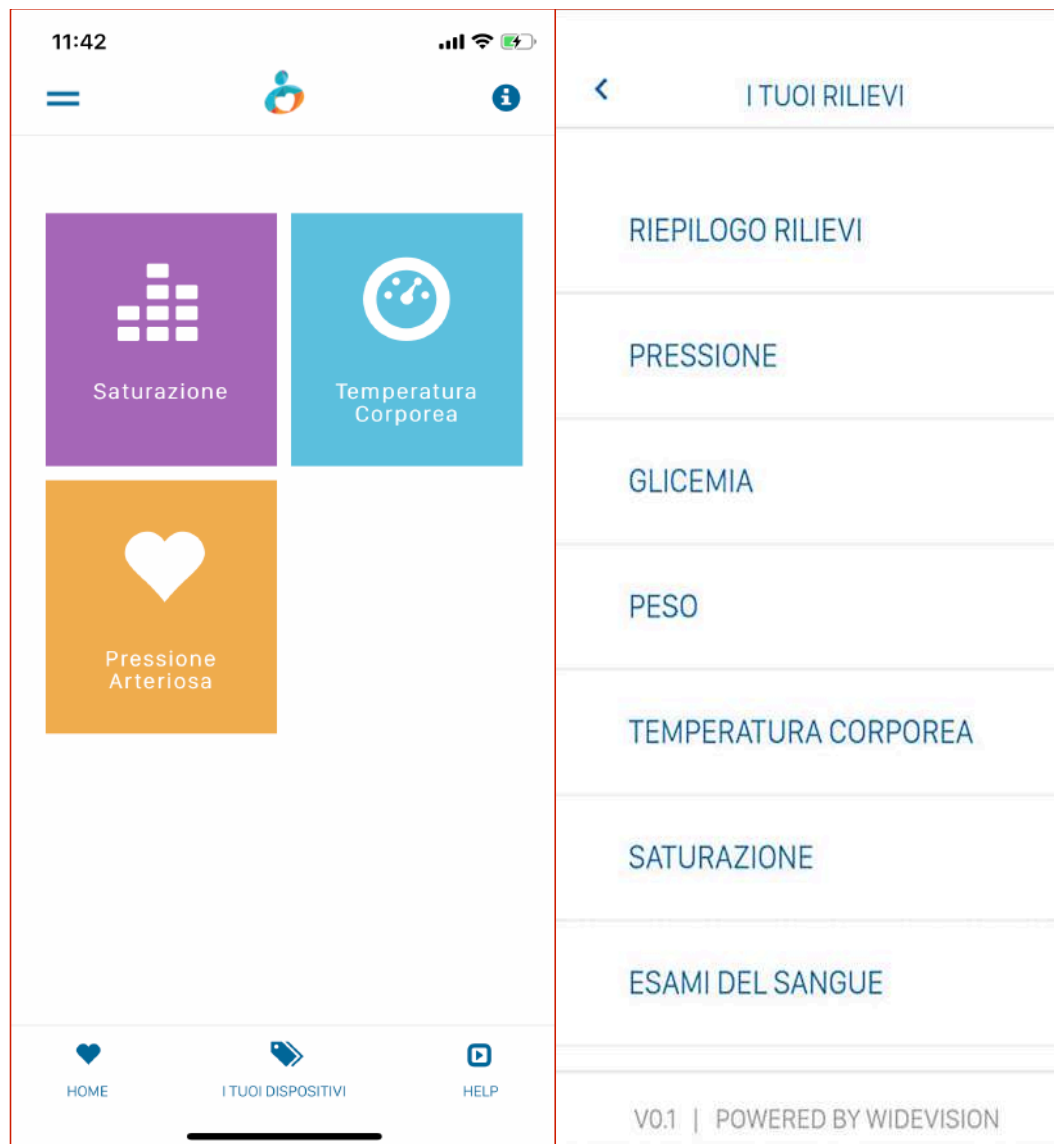 11:42
Saturazione
Temperatura
Corporea
Pressione
Arteriosa
HOME
I TUOI DISPOSITIVI
HELP
I TUOI RILIEVI
RIEPILOGO RILIEVI
PRESSIONE
GLICEMIA
PESO
TEMPERATURA CORPOREA
SATURAZIONE
ESAMI DEL SANGUE
V0.1 | POWERED BY WIDEVISION